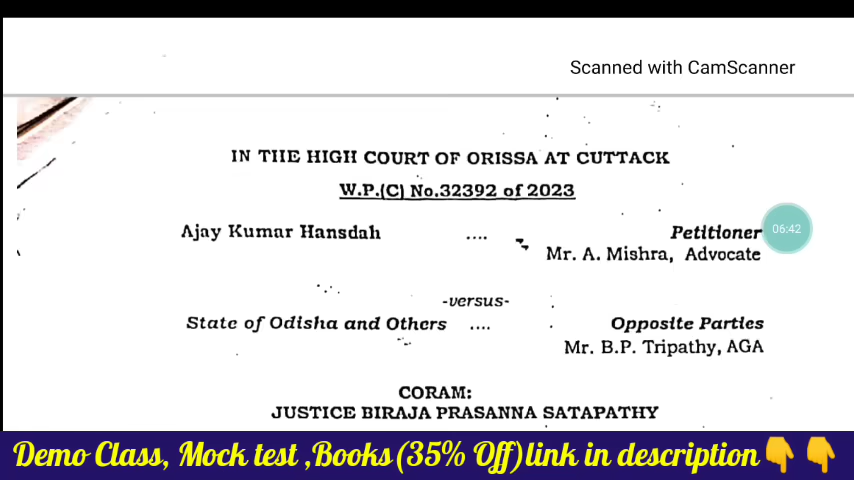 Scanned with CamScanner
IN THE HIGH COURT OF ORISSA AT CUTTACK
W.P.(C) No.32392 of 2023
Ajay Kumar Hansdah .... Petitioner
06:42
Mr. A. Mishra, Advocate
-versus-
State of Odisha and Others .... Opposite Parties
Mr. B.P. Tripathy, AGA
CORAM:
JUSTICE BIRAJA PRASANNA SATAPATHY
Demo Class, Mock test ,Books(35% Off)link in description👇👇